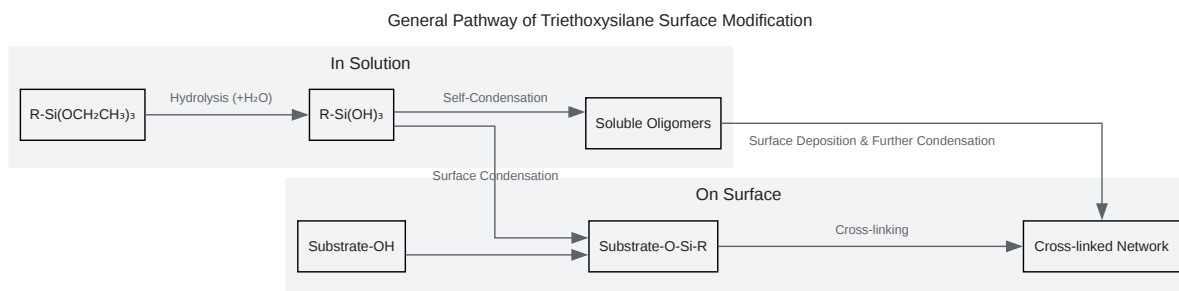 General Pathway of Triethoxysilane Surface Modification
In Solution
R-Si(OCH₂CH₃)₃
Hydrolysis (+H₂O)
R-Si(OH)₃
Self-Condensation
Soluble Oligomers
Surface Deposition & Further Condensation
Surface Condensation
On Surface
Substrate-OH
Substrate-O-Si-R
Cross-linking
Cross-linked Network